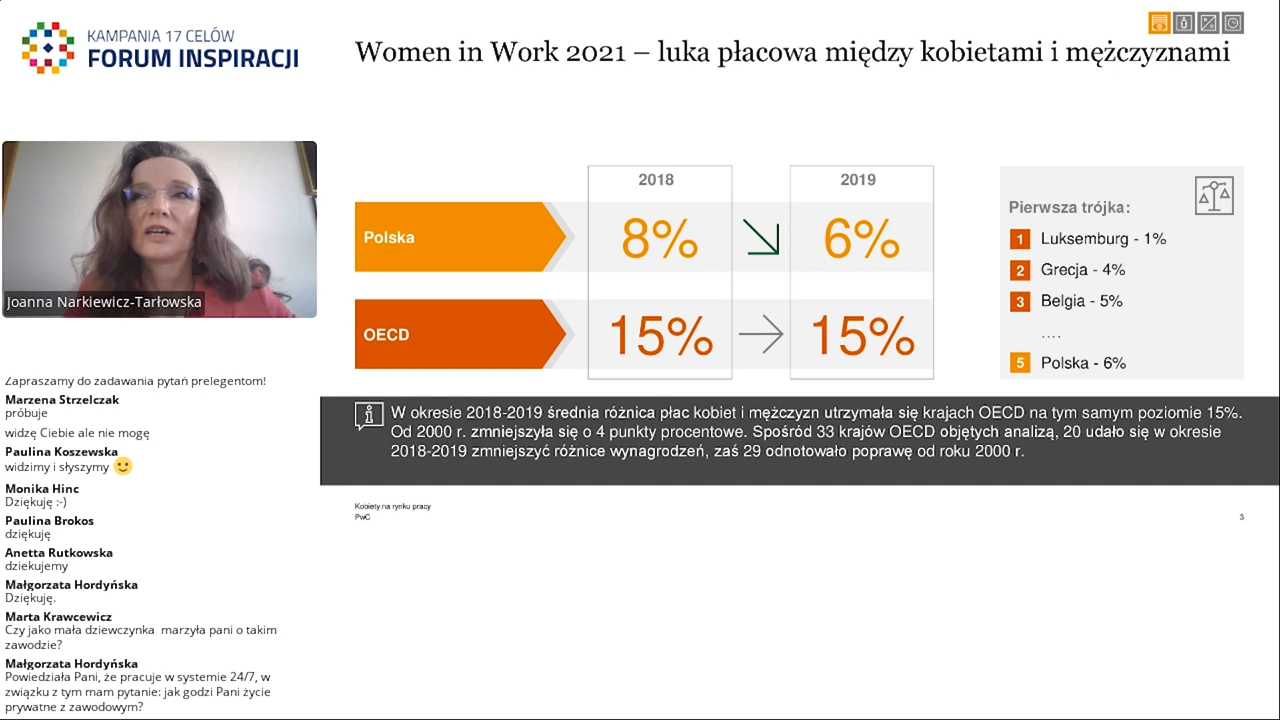 KAMPANIA 17 CELÓW
FORUM INSPIRACJI
Women in Work 2021 – luka płacowa między kobietami i mężczyznami
Joanna Narkiewicz-Tarłowska
2018
2019
Polska
8%
6%
OECD
15%
15%
Pierwsza trójka:
1 Luksemburg - 1%
2 Grecja - 4%
3 Belgia - 5%
....
5 Polska - 6%
W okresie 2018-2019 średnia różnica płac kobiet i mężczyzn utrzymała się krajach OECD na tym samym poziomie 15%.
Od 2000 r. zmniejszyła się o 4 punkty procentowe. Spośród 33 krajów OECD objętych analizą, 20 udało się w okresie
2018-2019 zmniejszyć różnice wynagrodzeń, zaś 29 odnotowało poprawę od roku 2000 r.
Kobiety na rynku pracy
PwC
3
Zapraszamy do zadawania pytań prelegentom!
Marzena Strzelczak
próbuje
widzę Ciebie ale nie mogę
Paulina Koszewska
widzimi i słyszymy 🙂
Monika Hinc
Dziękuję :-)
Paulina Brokos
dziękuję
Anetta Rutkowska
dziekujemy
Małgorzata Hordyńska
Dziękuję.
Marta Krawcewicz
Czy jako mała dziewczynka marzyła pani o takim
zawodzie?
Małgorzata Hordyńska
Powiedziała Pani, że pracuje w systemie 24/7, w
związku z tym mam pytanie: jak godzi Pani życie
prywatne z zawodowym?